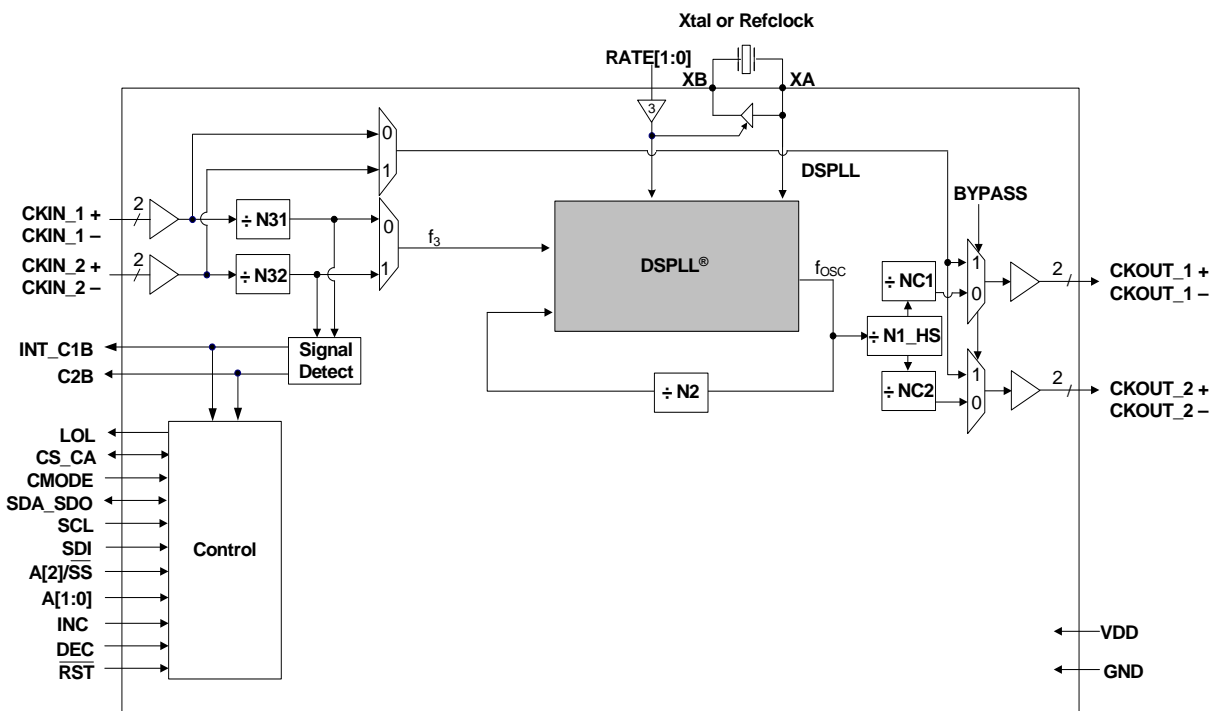 Xtal or Refclock
RATE[1:0]
XB
XA
3
0
1
DSPLL
BYPASS
CKIN_1 +
CKIN_1 –
2
÷ N31
0
1
f3
CKIN_2 +
CKIN_2 –
2
÷ N32
DSPLL®
fOSC
÷ NC1
1
0
2
CKOUT_1 +
CKOUT_1 –
÷ N1_HS
INT_C1B
C2B
Signal
Detect
÷ N2
÷ NC2
1
0
2
CKOUT_2 +
CKOUT_2 –
LOL
CS_CA
CMODE
SDA_SDO
SCL
SDI
A[2]/S̅S̅
A[1:0]
INC
DEC
R̅S̅T̅
Control
VDD
GND